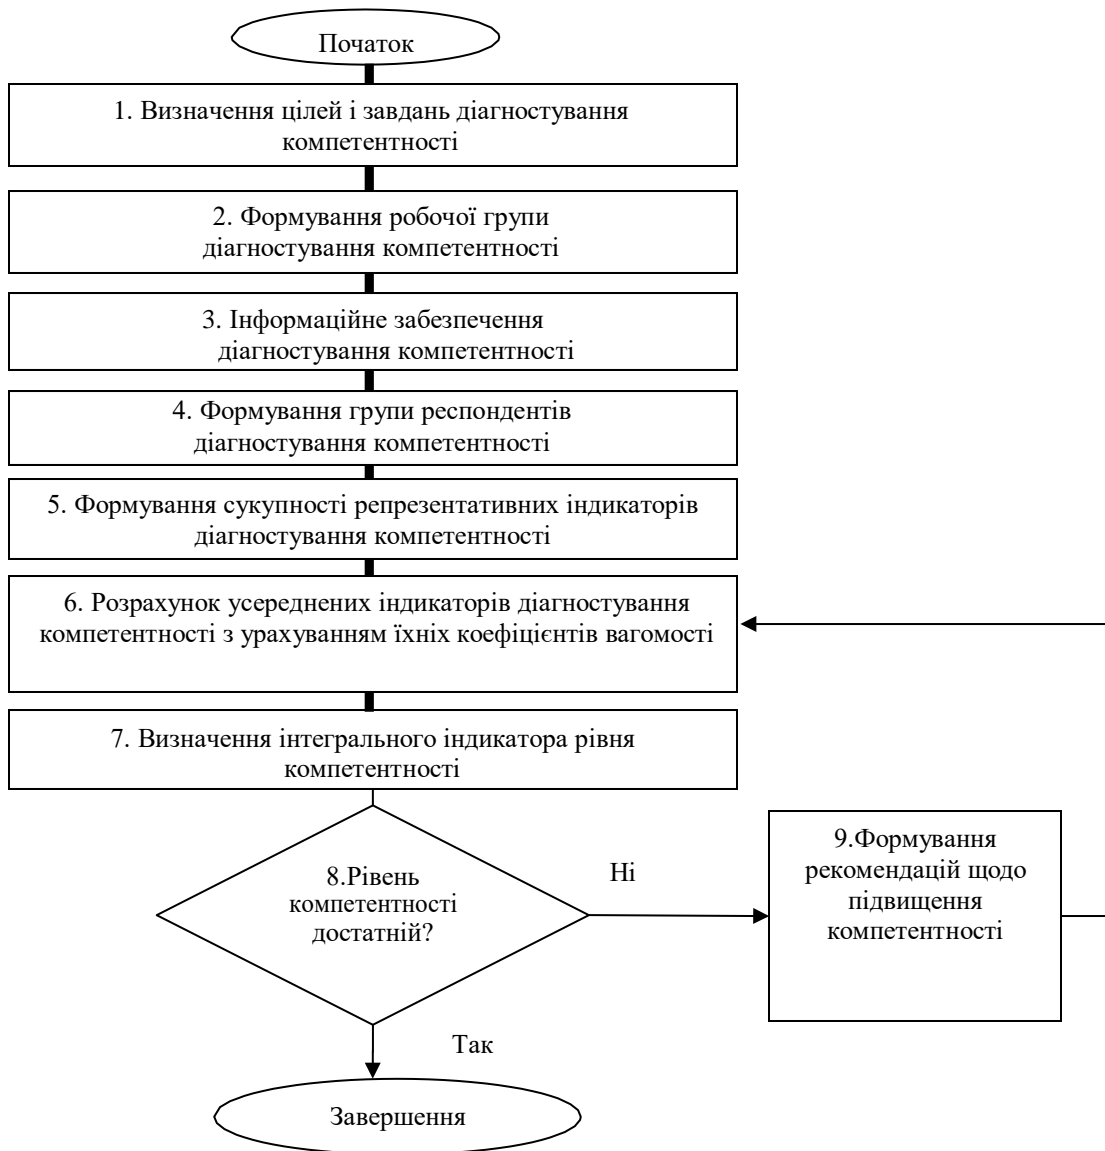 Початок
1. Визначення цілей і завдань діагностування
компетентності
2. Формування робочої групи
діагностування компетентності
3. Інформаційне забезпечення
діагностування компетентності
4. Формування групи респондентів
діагностування компетентності
5. Формування сукупності репрезентативних індикаторів
діагностування компетентності
6. Розрахунок усереднених індикаторів діагностування
компетентності з урахуванням їхніх коефіцієнтів вагомості
7. Визначення інтегрального індикатора рівня
компетентності
8.Рівень
компетентності
достатній?
Ні
9.Формування
рекомендацій щодо
підвищення
компетентності
Так
Завершення